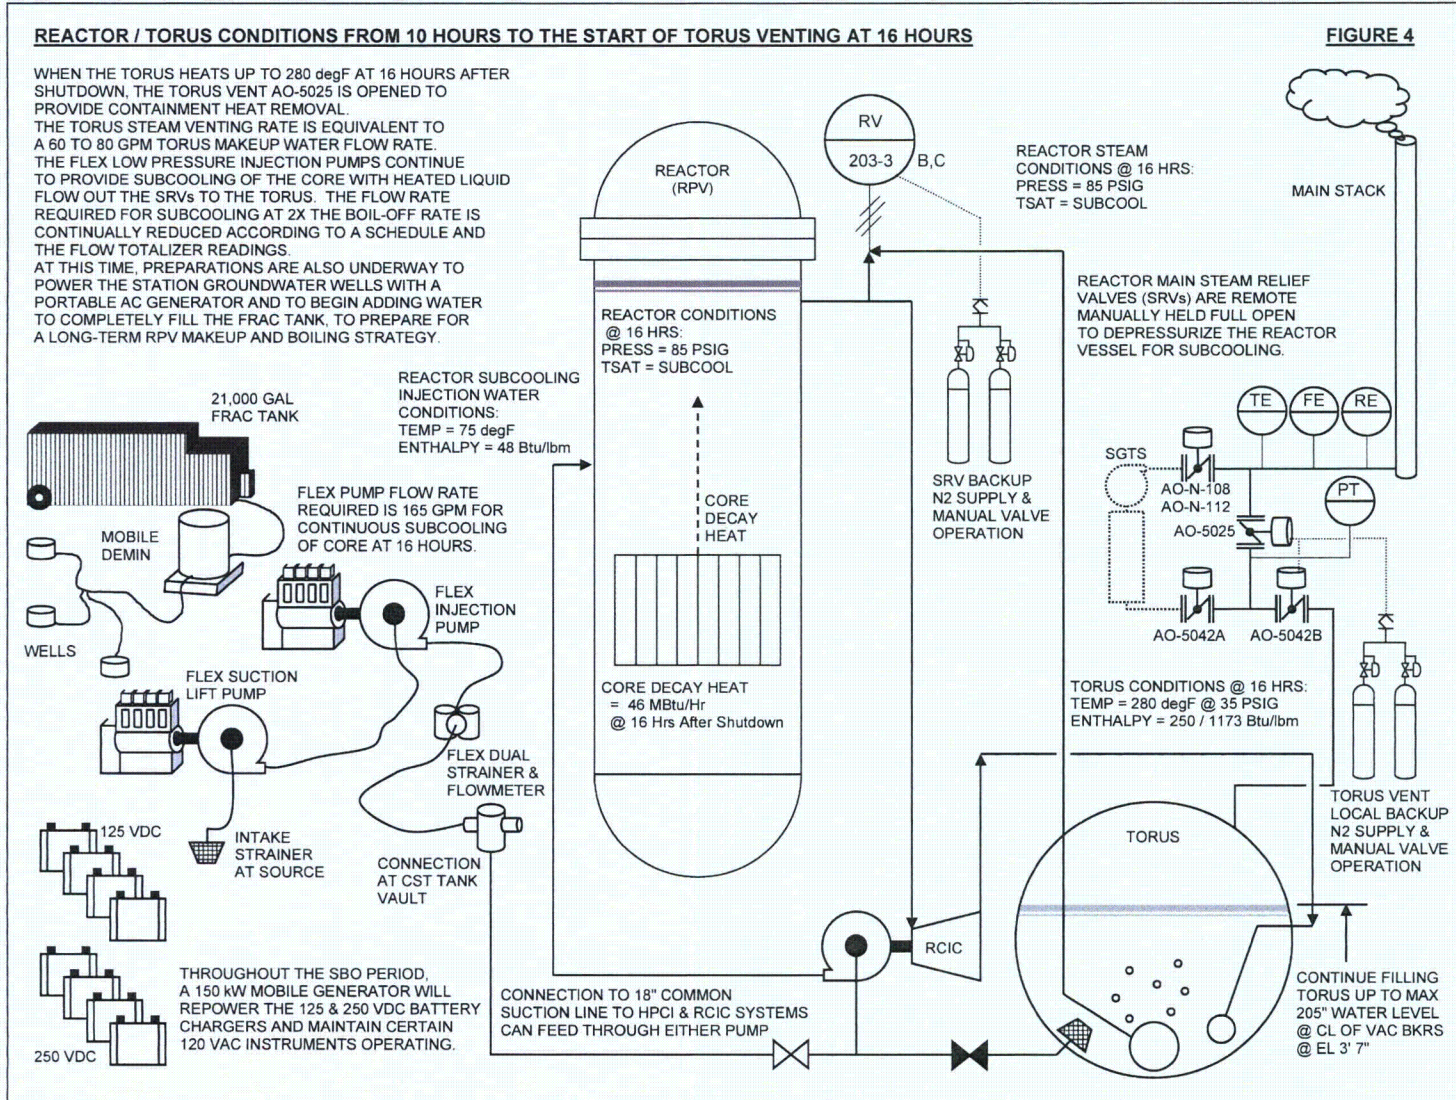 REACTOR / TORUS CONDITIONS FROM 10 HOURS TO THE START OF TORUS VENTING AT 16 HOURS
FIGURE 4
WHEN THE TORUS HEATS UP TO 280 degF AT 16 HOURS AFTER
SHUTDOWN, THE TORUS VENT AO-5025 IS OPENED TO
PROVIDE CONTAINMENT HEAT REMOVAL.
THE TORUS STEAM VENTING RATE IS EQUIVALENT TO
A 60 TO 80 GPM TORUS MAKEUP WATER FLOW RATE.
THE FLEX LOW PRESSURE INJECTION PUMPS CONTINUE
TO PROVIDE SUBCOOLING OF THE CORE WITH HEATED LIQUID
FLOW OUT THE SRVs TO THE TORUS. THE FLOW RATE
REQUIRED FOR SUBCOOLING AT 2X THE BOIL-OFF RATE IS
CONTINUALLY REDUCED ACCORDING TO A SCHEDULE AND
THE FLOW TOTALIZER READINGS.
AT THIS TIME, PREPARATIONS ARE ALSO UNDERWAY TO
POWER THE STATION GROUNDWATER WELLS WITH A
PORTABLE AC GENERATOR AND TO BEGIN ADDING WATER
TO COMPLETELY FILL THE FRAC TANK, TO PREPARE FOR
A LONG-TERM RPV MAKEUP AND BOILING STRATEGY.
REACTOR
(RPV)
RV
203-3
B,C
REACTOR STEAM
CONDITIONS @ 16 HRS:
PRESS = 85 PSIG
TSAT = SUBCOOL
MAIN STACK
REACTOR MAIN STEAM RELIEF
VALVES (SRVs) ARE REMOTE
MANUALLY HELD FULL OPEN
TO DEPRESSURIZE THE REACTOR
VESSEL FOR SUBCOOLING.
REACTOR CONDITIONS
@ 16 HRS:
PRESS = 85 PSIG
TSAT = SUBCOOL
REACTOR SUBCOOLING
INJECTION WATER
CONDITIONS:
TEMP = 75 degF
ENTHALPY = 48 Btu/lbm
21,000 GAL
FRAC TANK
TE
FE
RE
SGTS
AO-N-108
AO-N-112
PT
AO-5025
AO-5042A
AO-5042B
SRV BACKUP
N2 SUPPLY &
MANUAL VALVE
OPERATION
CORE
DECAY
HEAT
FLEX PUMP FLOW RATE
REQUIRED IS 165 GPM FOR
CONTINUOUS SUBCOOLING
OF CORE AT 16 HOURS.
MOBILE
DEMIN
FLEX
INJECTION
PUMP
WELLS
FLEX SUCTION
LIFT PUMP
CORE DECAY HEAT
= 46 MBtu/Hr
@ 16 Hrs After Shutdown
TORUS CONDITIONS @ 16 HRS:
TEMP = 280 degF @ 35 PSIG
ENTHALPY = 250 / 1173 Btu/lbm
FLEX DUAL
STRAINER &
FLOWMETER
TORUS VENT
LOCAL BACKUP
N2 SUPPLY &
MANUAL VALVE
OPERATION
125 VDC
INTAKE
STRAINER
AT SOURCE
CONNECTION
AT CST TANK
VAULT
TORUS
RCIC
250 VDC
THROUGHOUT THE SBO PERIOD,
A 150 kW MOBILE GENERATOR WILL
REPOWER THE 125 & 250 VDC BATTERY
CHARGERS AND MAINTAIN CERTAIN
120 VAC INSTRUMENTS OPERATING.
CONNECTION TO 18" COMMON
SUCTION LINE TO HPCI & RCIC SYSTEMS
CAN FEED THROUGH EITHER PUMP
CONTINUE FILLING
TORUS UP TO MAX
205" WATER LEVEL
@ CL OF VAC BKRS
@ EL 3' 7"